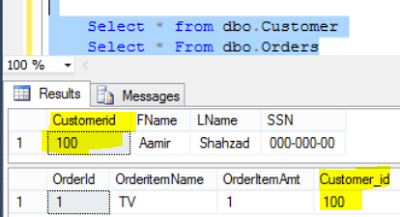 Select * from dbo.Customer
Select * From dbo.Orders
100 %
Results Messages
Customerid FName LName SSN
1 100 Aamir Shahzad 000-000-00
OrderId OrderitemName OrderItemAmt Customer_id
1 1 TV 1 100